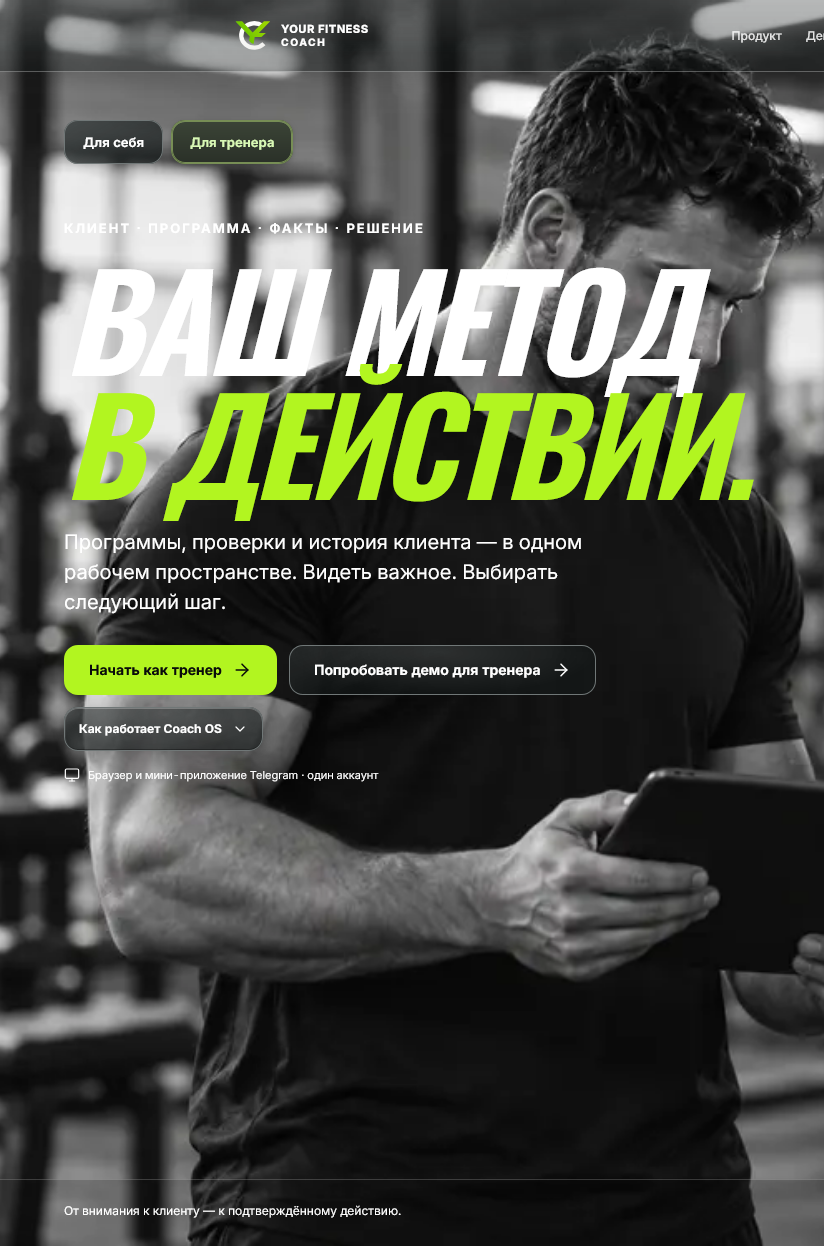 YOUR FITNESS
COACH
Продукт
Для себя
Для тренера
КЛИЕНТ · ПРОГРАММА · ФАКТЫ · РЕШЕНИЕ
ВАШ МЕТОД
В ДЕЙСТВИИ.
Программы, проверки и история клиента — в одном
рабочем пространстве. Видеть важное. Выбирать
следующий шаг.
Начать как тренер
Попробовать демо для тренера
Как работает Coach OS
Браузер и мини-приложение Telegram · один аккаунт
От внимания к клиенту — к подтверждённому действию.